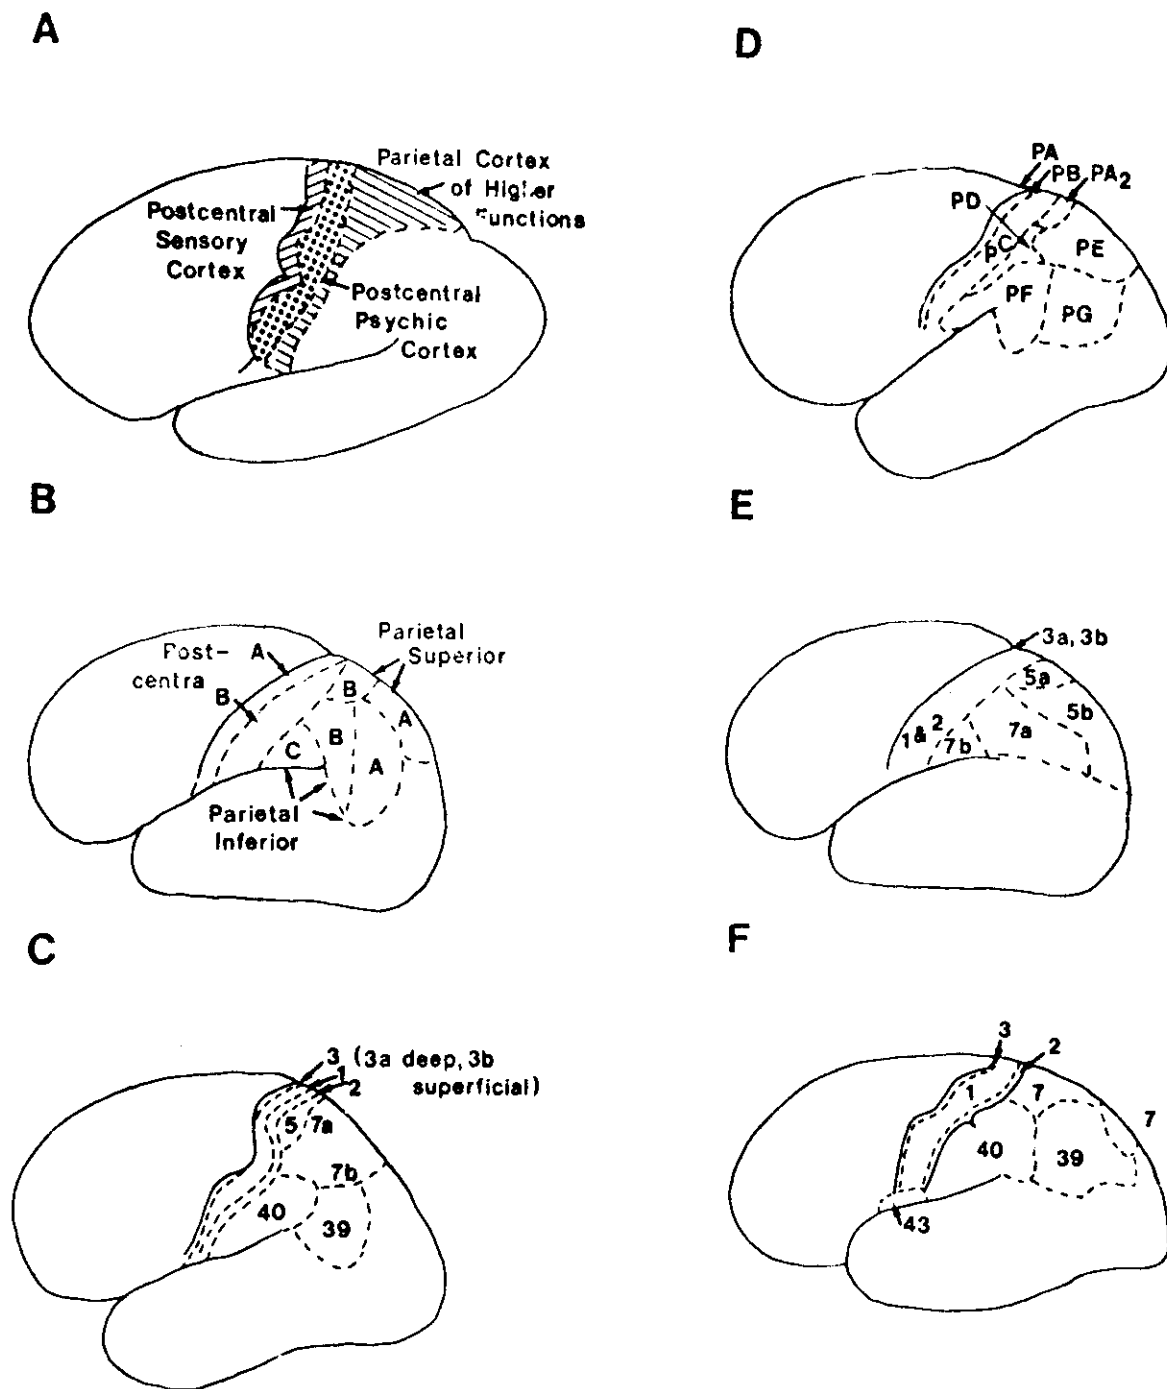 A
Parietal Cortex
of Higher
Functions
Postcentral
Sensory
Cortex
Postcentral
Psychic
Cortex
B
Parietal
Superior
Post-
centra
A
B
B
A
B
C
A
Parietal
Inferior
C
3 (3a deep, 3b
superficial)
1
2
5
7a
7b
40
39
D
PA
PB
PA2
PD
pC
PE
PF
PG
E
3a, 3b
5a
5b
1 & 2
7b
7a
F
3
2
1
7
7
40
39
43